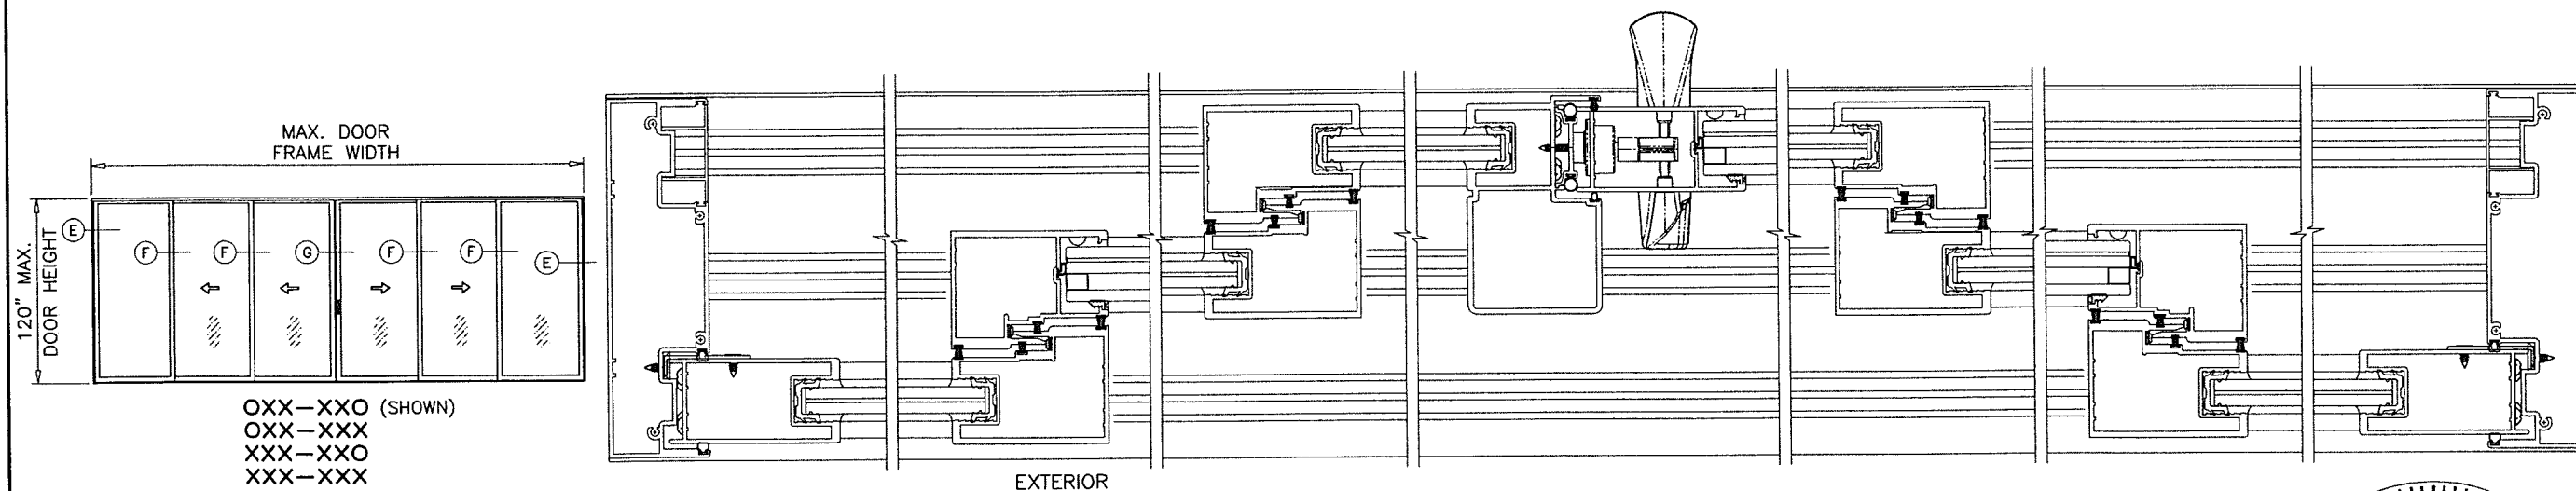 MAX. DOOR
FRAME WIDTH
120" MAX.
DOOR HEIGHT
E
F
F
G
F
F
E
OXX-XXO (SHOWN)
OXX-XXX
XXX-XXO
XXX-XXX
EXTERIOR